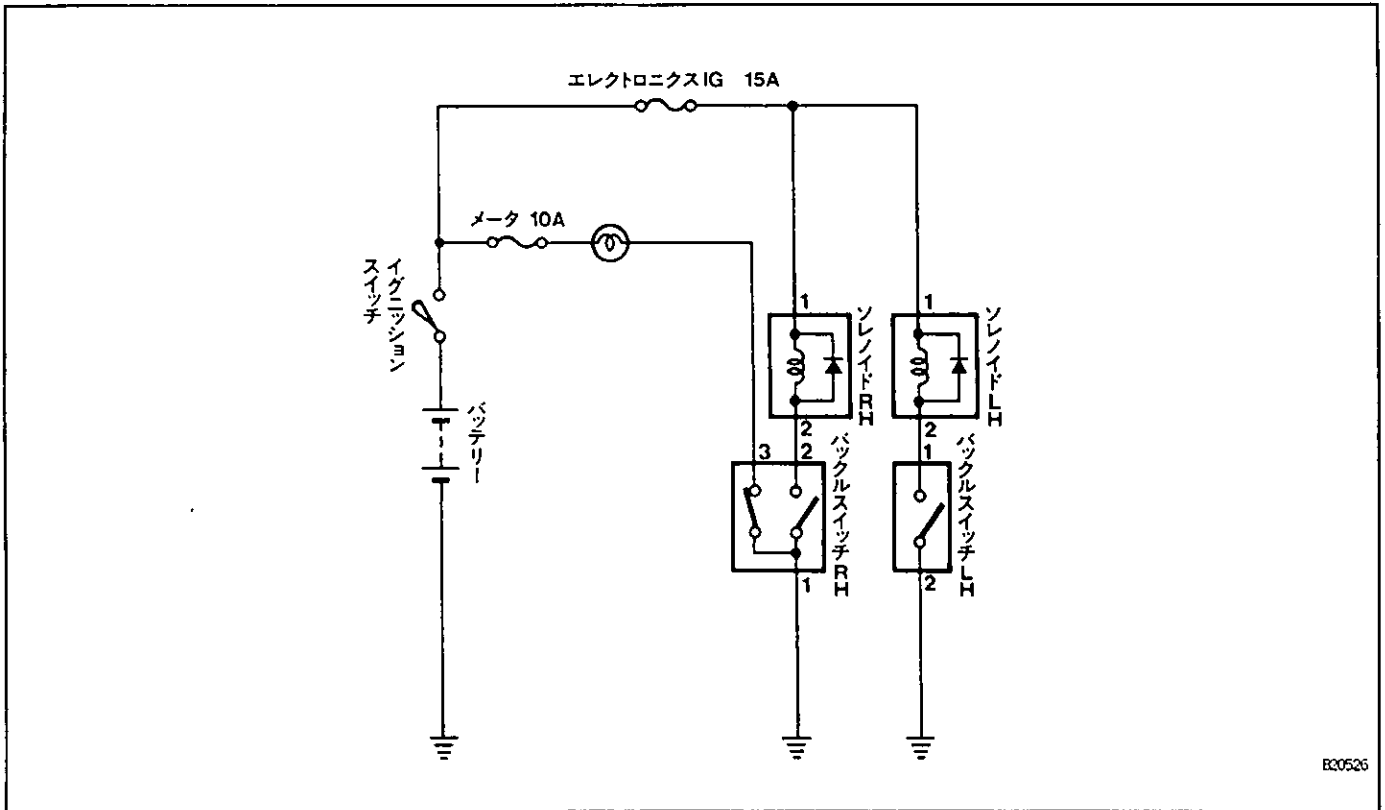 エレクトロニクスIG 15A
メータ 10A
イグニッション
スイッチ
バッテリー
1
ソレノイドRH
2
1
ソレノイドLH
2
3
2
バックルスイッチRH
1
1
バックルスイッチLH
2
B20526